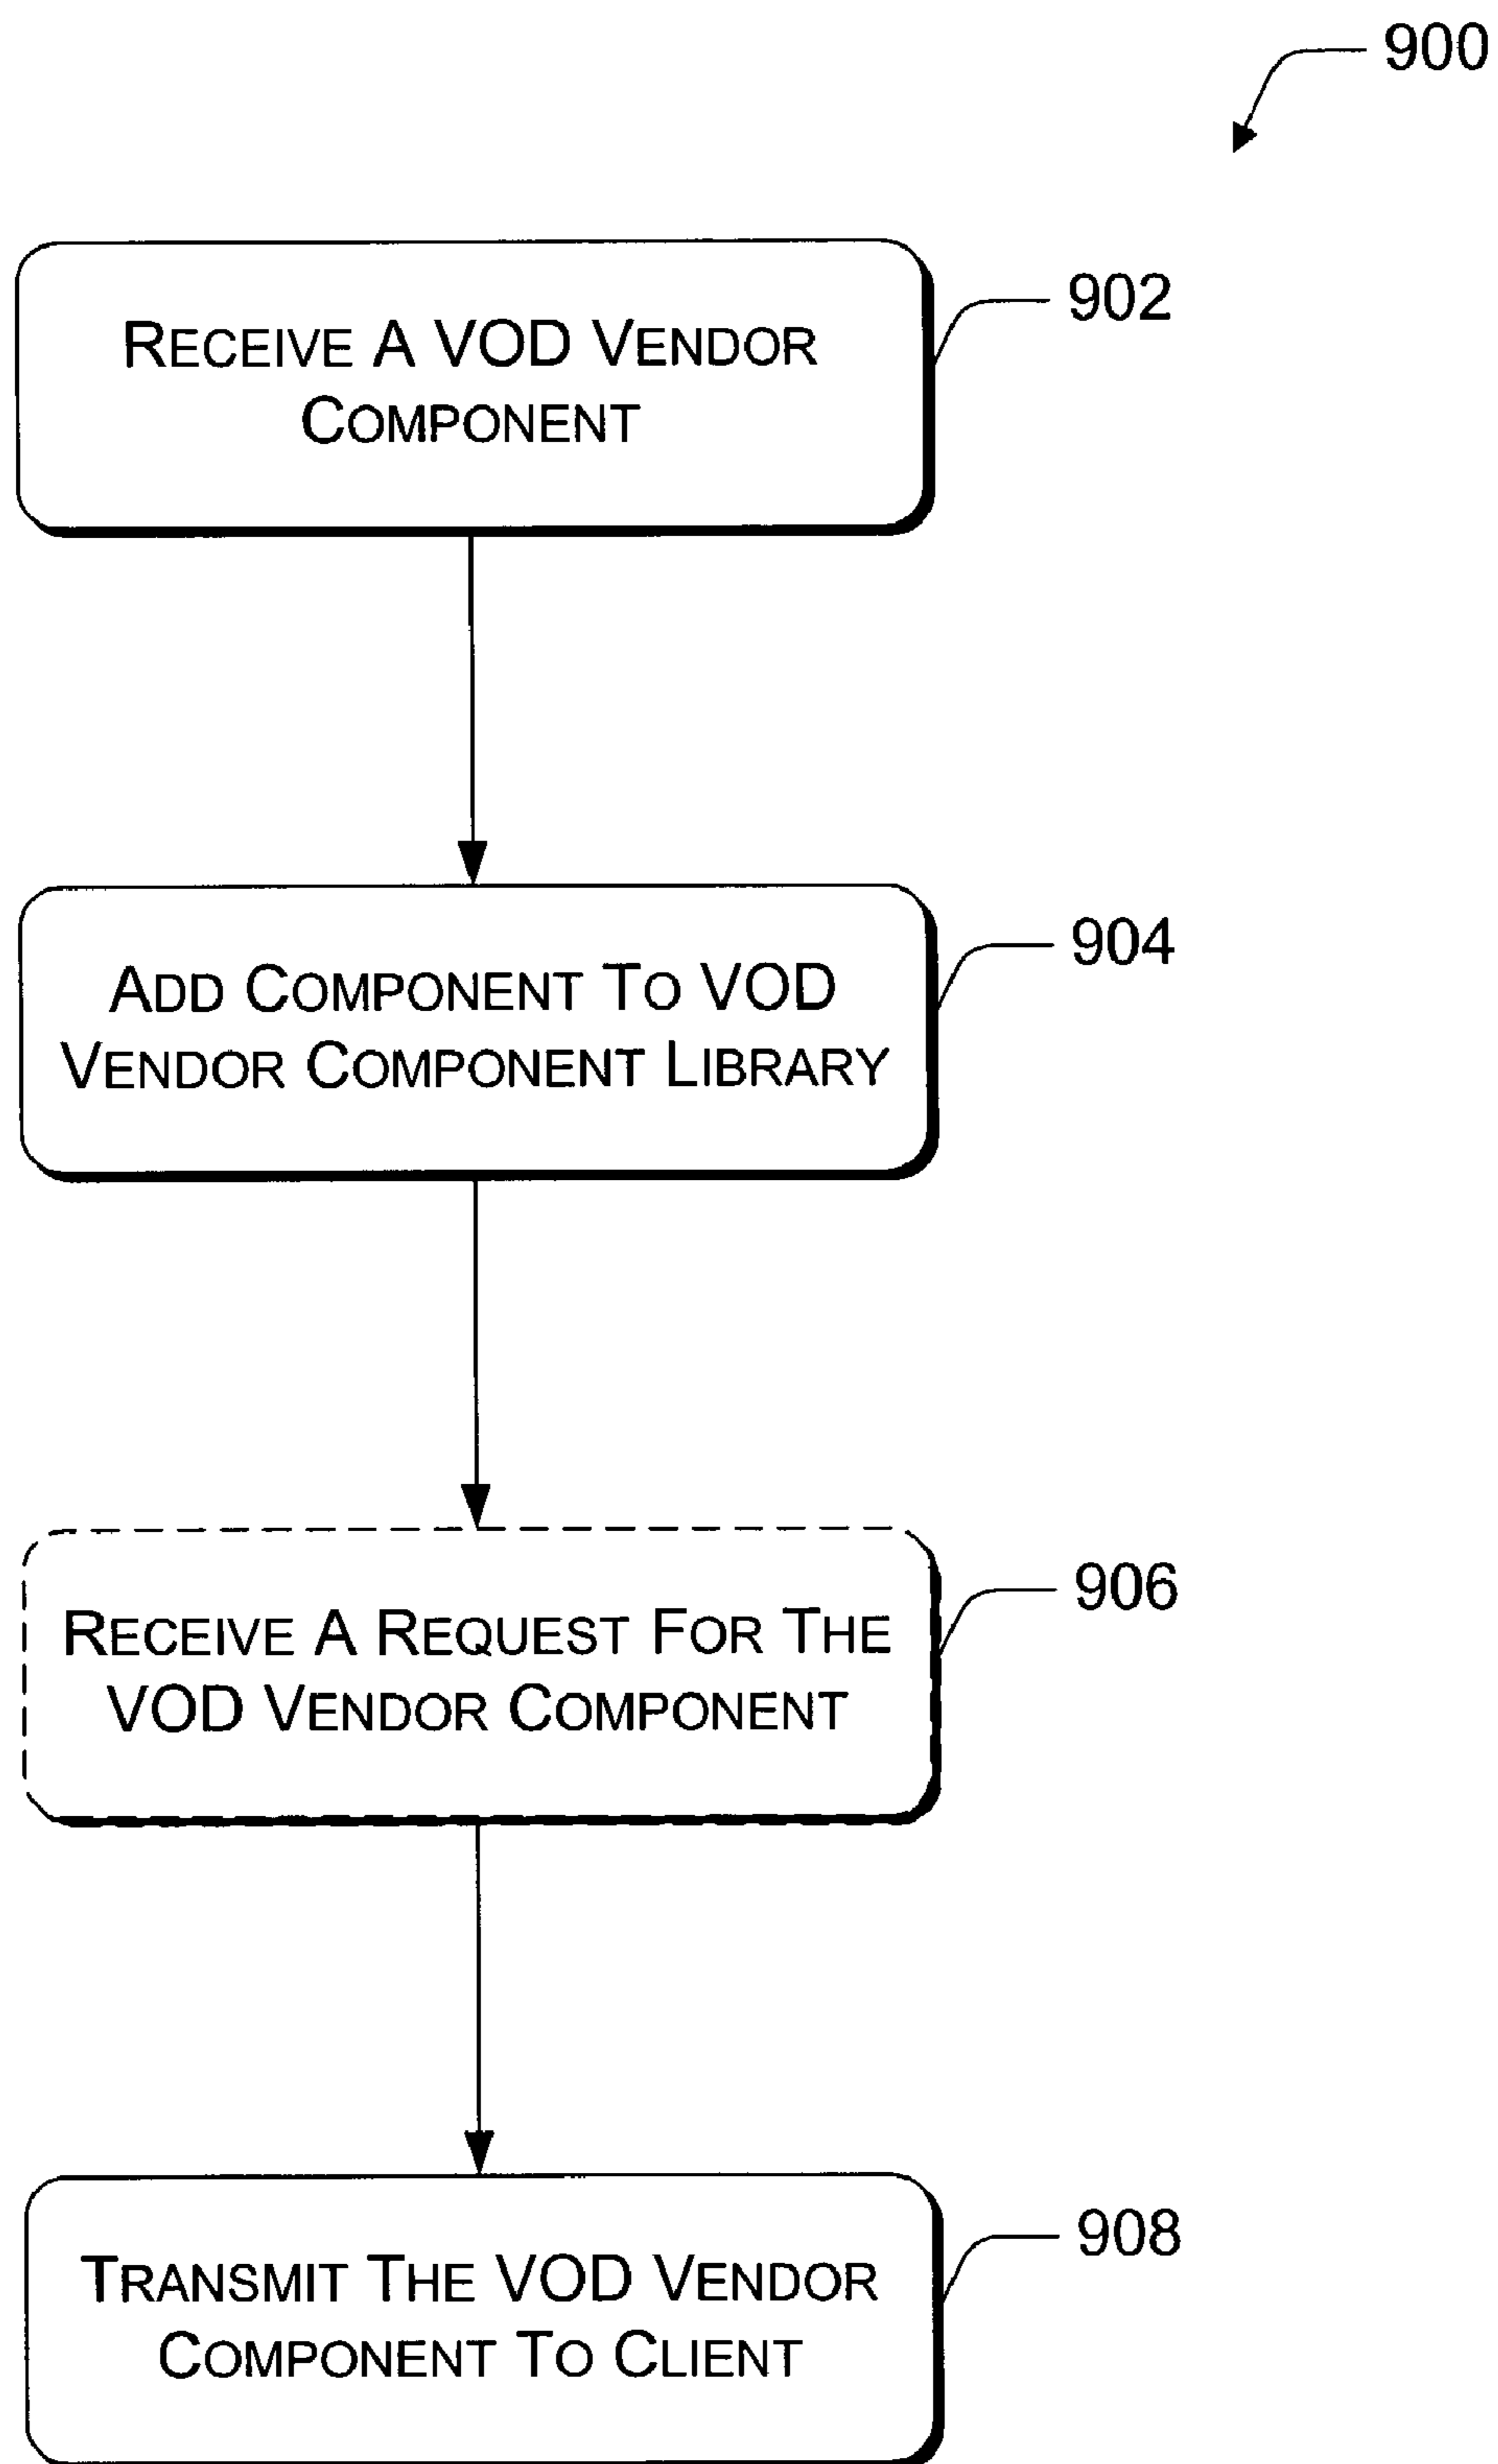 900
RECEIVE A VOD VENDOR
COMPONENT
902
ADD COMPONENT TO VOD
VENDOR COMPONENT LIBRARY
904
RECEIVE A REQUEST FOR THE
VOD VENDOR COMPONENT
906
TRANSMIT THE VOD VENDOR
COMPONENT TO CLIENT
908